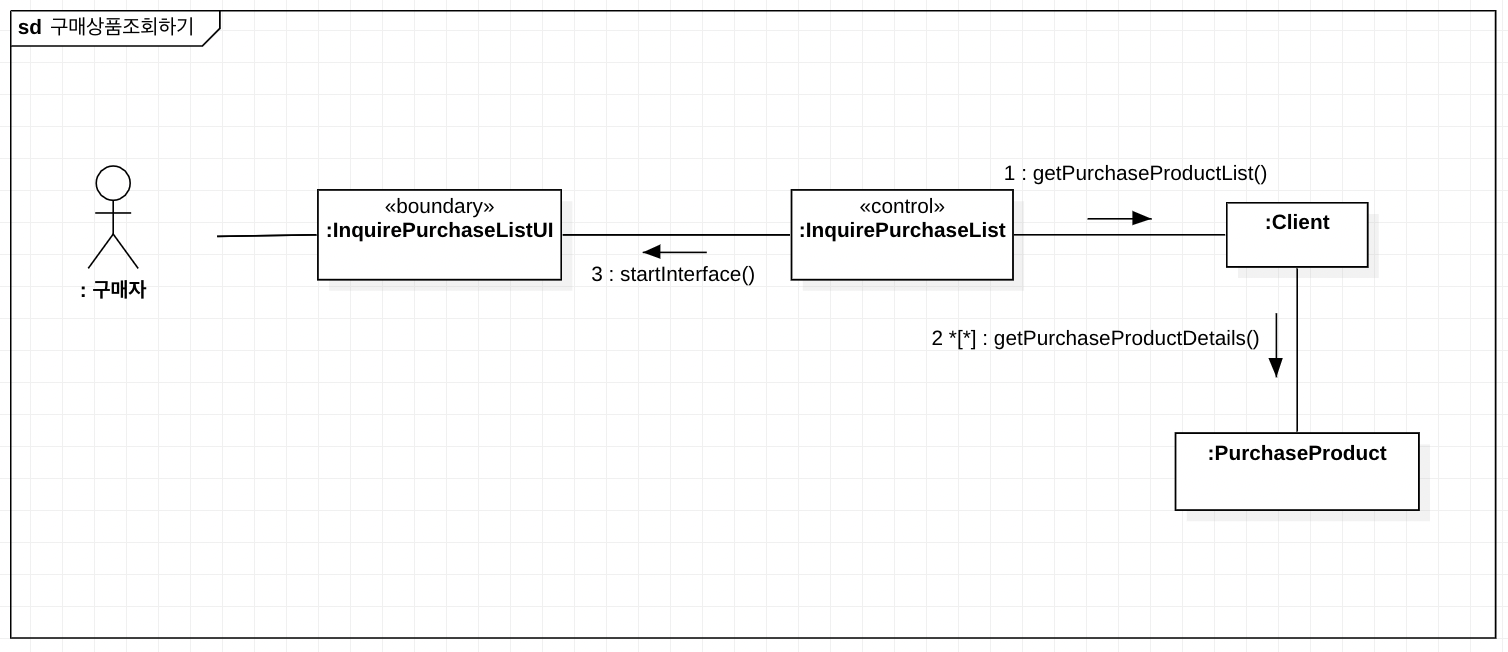 sd 구매상품조회하기
1 : getPurchaseProductList()
«boundary»
:InquirePurchaseListUI
«control»
:InquirePurchaseList
:Client
3 : startInterface()
: 구매자
2 *[*] : getPurchaseProductDetails()
:PurchaseProduct